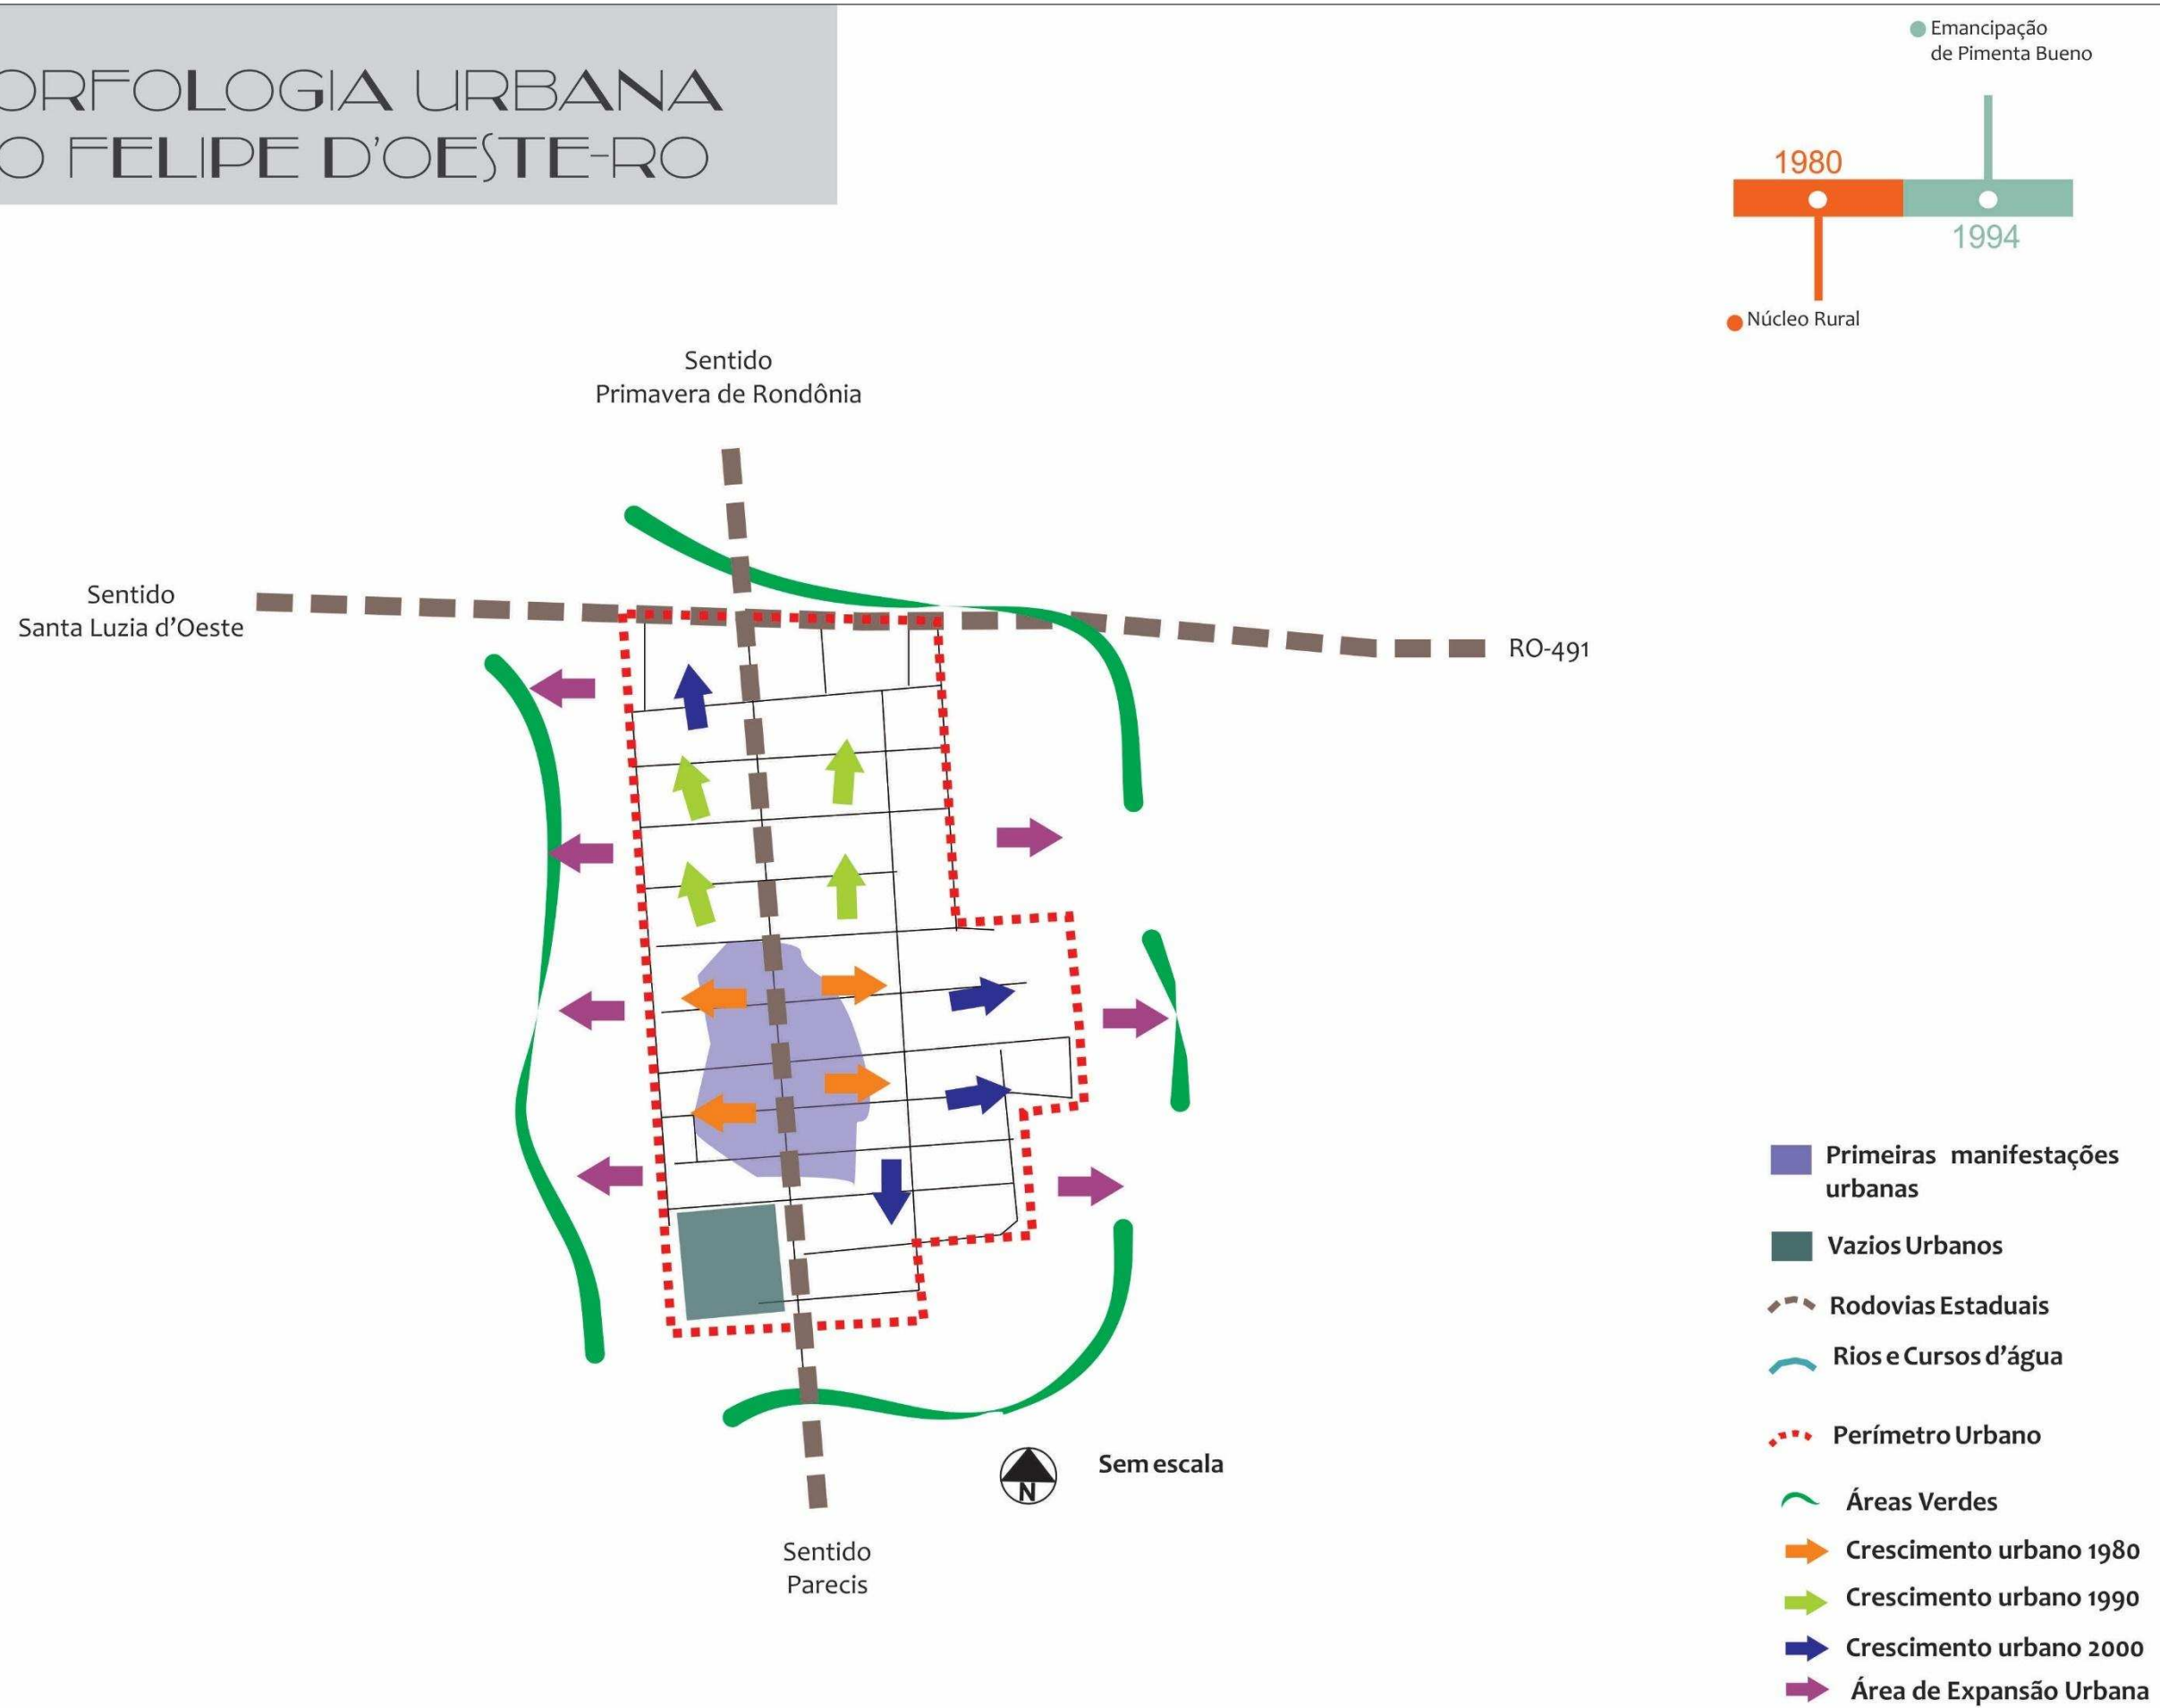 ORFOLOGIA URBANA
O FELIPE D'OESTE-RO
Emancipação
de Pimenta Bueno
1980
1994
Núcleo Rural
Sentido
Primavera de Rondônia
Sentido
Santa Luzia d'Oeste
RO-491
Primeiras manifestações
urbanas
Vazios Urbanos
Rodovias Estaduais
Rios e Cursos d'água
Perímetro Urbano
N
Sem escala
Áreas Verdes
Sentido
Parecis
Crescimento urbano 1980
Crescimento urbano 1990
Crescimento urbano 2000
Área de Expansão Urbana